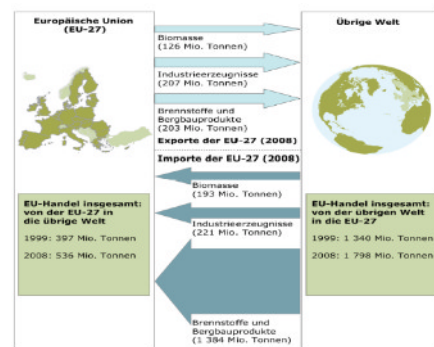 Europäische Union
(EU-27)
Übrige Welt
Biomasse
(126 Mio. Tonnen)
Industrieerzeugnisse
(207 Mio. Tonnen)
Brennstoffe und
Bergbauprodukte
(203 Mio. Tonnen)
Exporte der EU-27 (2008)
Importe der EU-27 (2008)
Biomasse
(193 Mio. Tonnen)
Industrieerzeugnisse
(221 Mio. Tonnen)
Brennstoffe und
Bergbauprodukte
(1 384 Mio. Tonnen)
EU-Handel insgesamt:
von der EU-27 in
die übrige Welt
1999: 397 Mio. Tonnen
2008: 536 Mio. Tonnen
EU-Handel insgesamt:
von der übrigen Welt
in die EU-27
1999: 1 340 Mio. Tonnen
2008: 1 798 Mio. Tonnen